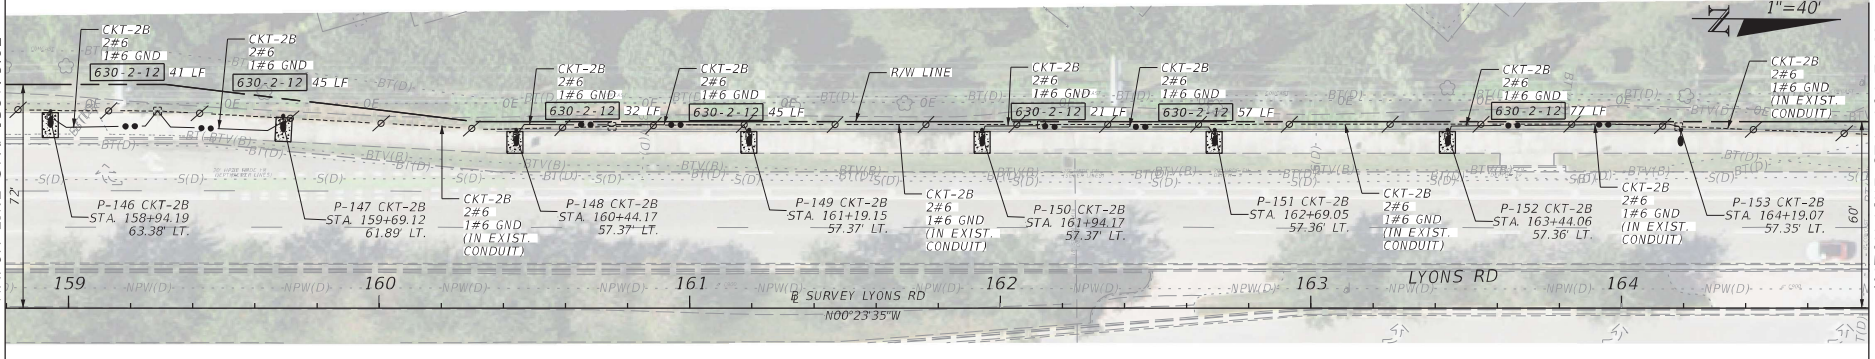 1"=40'
N
CKT-2B
2#6
1#6 GND
630-2-12 41 LF
CKT-2B
2#6
1#6 GND
630-2-12 45 LF
CKT-2B
2#6
1#6 GND
630-2-12 32 LF
CKT-2B
2#6
1#6 GND
630-2-12 45 LF
R/W LINE
CKT-2B
2#6
1#6 GND
630-2-12 21 LF
CKT-2B
2#6
1#6 GND
630-2-12 57 LF
CKT-2B
2#6
1#6 GND
630-2-12 77 LF
CKT-2B
2#6
1#6 GND
(IN EXIST.
CONDUIT)
P-146 CKT-2B
STA. 158+94.19
63.38' LT.
P-147 CKT-2B
STA. 159+69.12
61.89' LT.
CKT-2B
2#6
1#6 GND
(IN EXIST.
CONDUIT)
P-148 CKT-2B
STA. 160+44.17
57.37' LT.
P-149 CKT-2B
STA. 161+19.15
57.37' LT.
CKT-2B
2#6
1#6 GND
(IN EXIST.
CONDUIT)
P-150 CKT-2B
STA. 161+94.17
57.37' LT.
P-151 CKT-2B
STA. 162+69.05
57.36' LT.
CKT-2B
2#6
1#6 GND
(IN EXIST.
CONDUIT)
P-152 CKT-2B
STA. 163+44.06
57.36' LT.
CKT-2B
2#6
1#6 GND
(IN EXIST.
CONDUIT)
P-153 CKT-2B
STA. 164+19.07
57.35' LT.
72'
60'
159 160 161 162 163 164
LYONS RD
NPW(D) NPW(D) NPW(D) NPW(D) NPW(D) NPW(D) NPW(D)
℄ SURVEY LYONS RD
N00°23'35"W